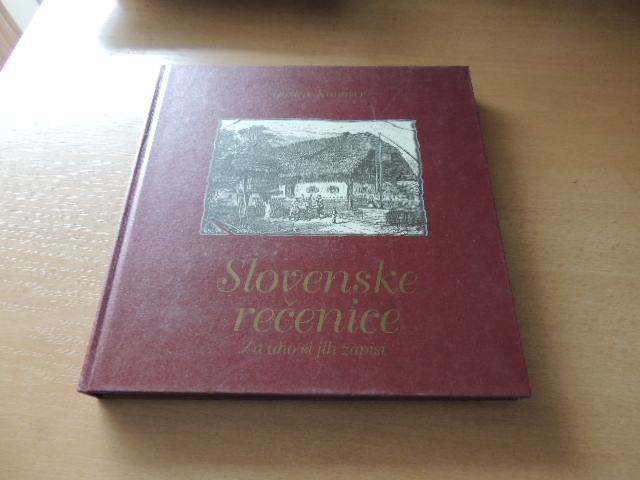 Slovenske
rečenice
Za uho si jih zapiši